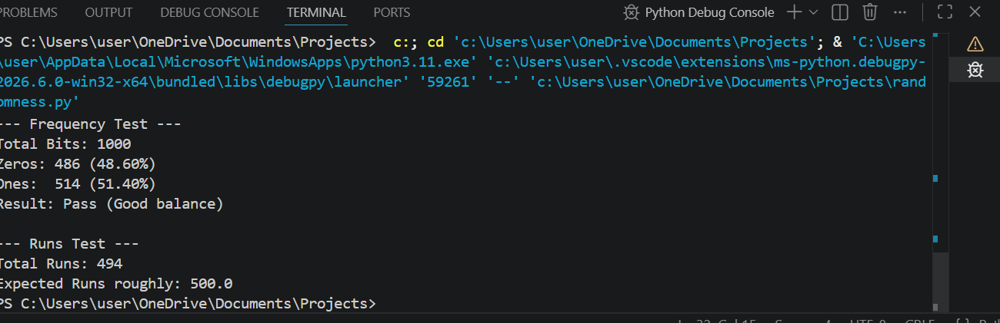 PROBLEMS OUTPUT DEBUG CONSOLE TERMINAL PORTS Python Debug Console
PS C:\Users\user\OneDrive\Documents\Projects>  c:; cd 'c:\Users\user\OneDrive\Documents\Projects'; & 'C:\Users
\user\AppData\Local\Microsoft\WindowsApps\python3.11.exe' 'c:\Users\user\.vscode\extensions\ms-python.debugpy-
2026.6.0-win32-x64\bundled\libs\debugpy\launcher' '59261' '--' 'c:\Users\user\OneDrive\Documents\Projects\rand
omness.py'
--- Frequency Test ---
Total Bits: 1000
Zeros: 486 (48.60%)
Ones:  514 (51.40%)
Result: Pass (Good balance)
--- Runs Test ---
Total Runs: 494
Expected Runs roughly: 500.0
PS C:\Users\user\OneDrive\Documents\Projects>